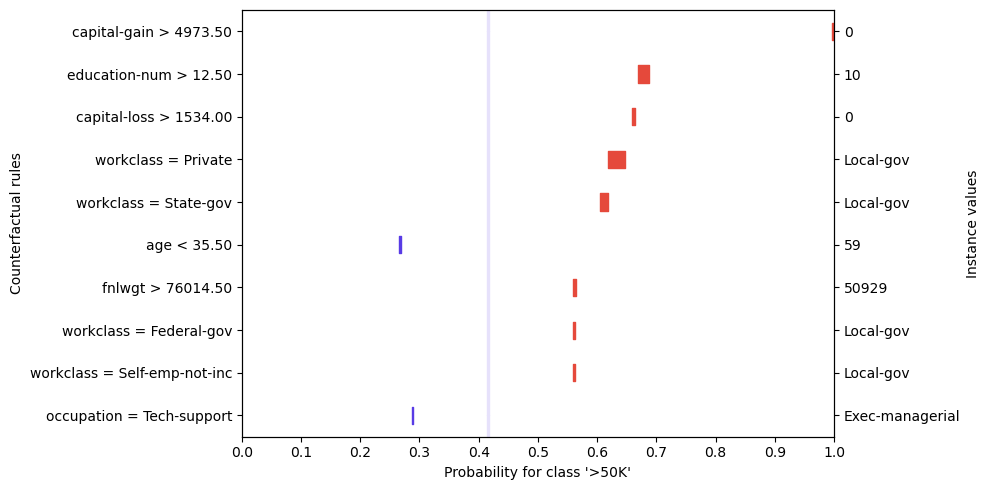 capital-gain > 4973.50
0
education-num > 12.50
10
capital-loss > 1534.00
0
workclass = Private
Local-gov
workclass = State-gov
Local-gov
age < 35.50
59
fnlwgt > 76014.50
50929
workclass = Federal-gov
Local-gov
workclass = Self-emp-not-inc
Local-gov
occupation = Tech-support
Exec-managerial
Counterfactual rules
Instance values
0.0 0.1 0.2 0.3 0.4 0.5 0.6 0.7 0.8 0.9 1.0
Probability for class '>50K'